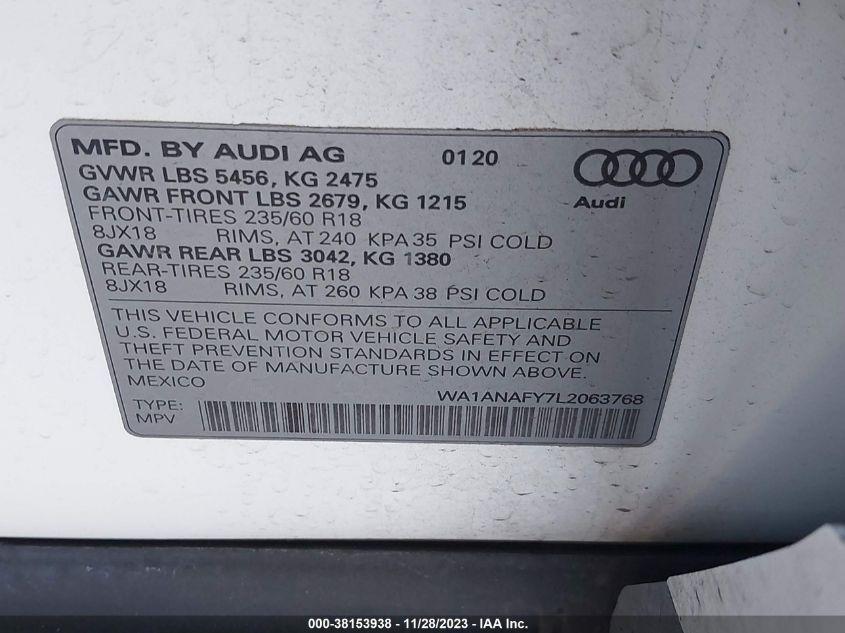 MFD. BY AUDI AG 0120
GVWR LBS 5456, KG 2475
GAWR FRONT LBS 2679, KG 1215
Audi
FRONT-TIRES 235/60 R18
8JX18 RIMS, AT 240 KPA 35 PSI COLD
GAWR REAR LBS 3042, KG 1380
REAR-TIRES 235/60 R18
8JX18 RIMS, AT 260 KPA 38 PSI COLD
THIS VEHICLE CONFORMS TO ALL APPLICABLE
U.S. FEDERAL MOTOR VEHICLE SAFETY AND
THEFT PREVENTION STANDARDS IN EFFECT ON
THE DATE OF MANUFACTURE SHOWN ABOVE.
MEXICO WA1ANAFY7L2063768
TYPE:
MPV
000-38153938 - 11/28/2023 - IAA Inc.